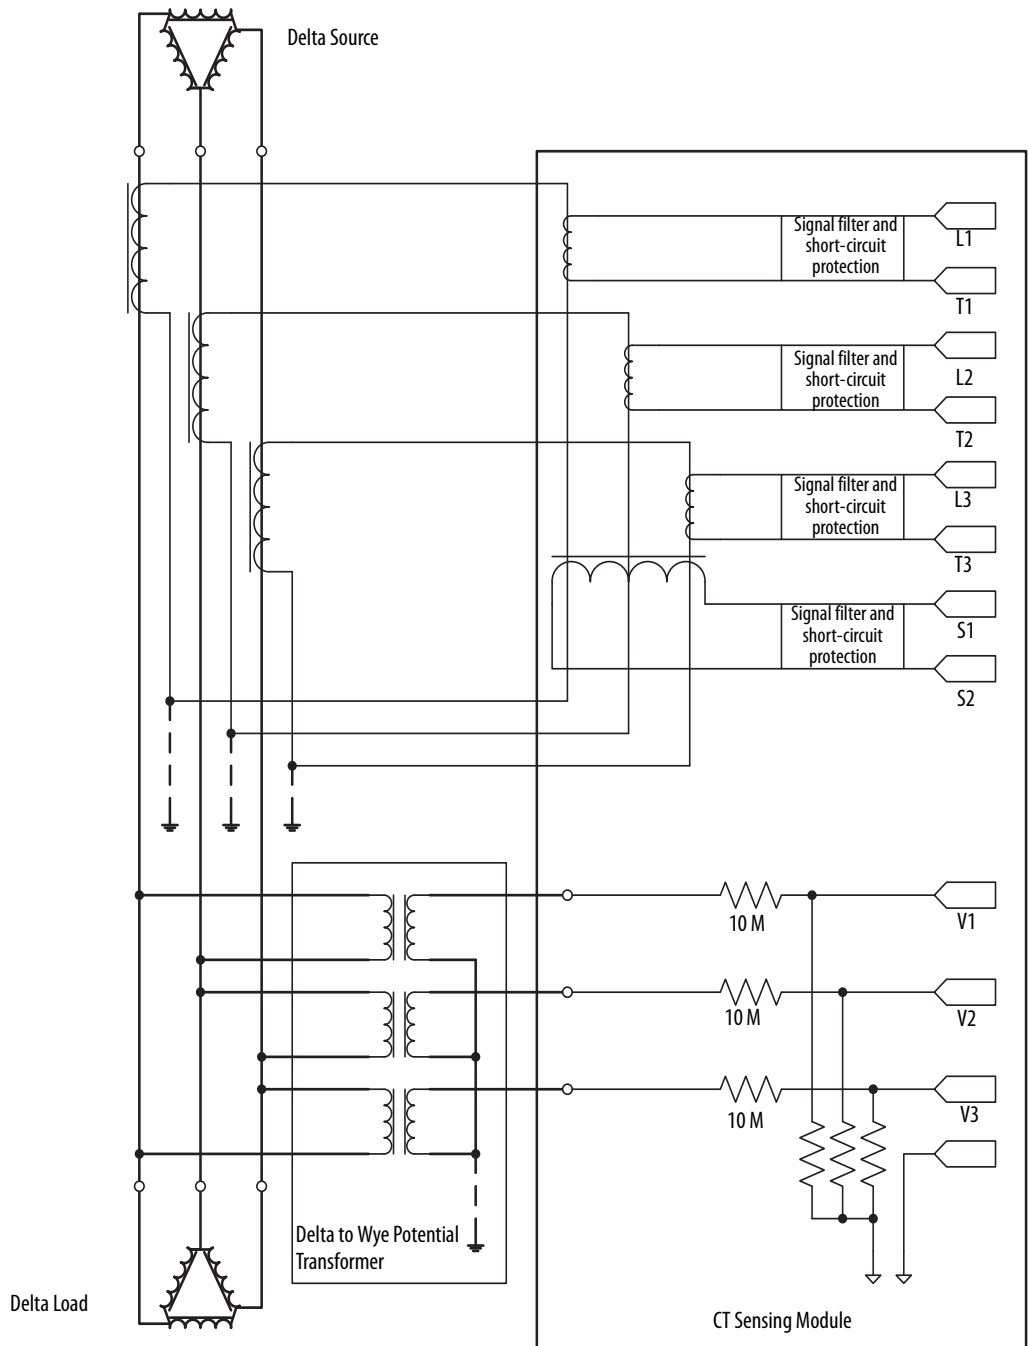 Delta Source
Signal filter and
short-circuit
protection
L1
T1
Signal filter and
short-circuit
protection
L2
T2
Signal filter and
short-circuit
protection
L3
T3
Signal filter and
short-circuit
protection
S1
S2
10 M
V1
10 M
V2
10 M
V3
Delta to Wye Potential
Transformer
Delta Load
CT Sensing Module